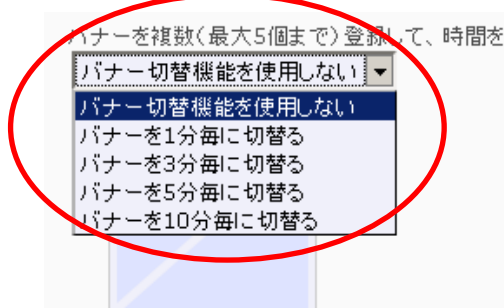 バナーを複数(最大5個まで)登録して、時間を
バナー切替機能を使用しない
バナー切替機能を使用しない
バナーを1分毎に切替る
バナーを3分毎に切替る
バナーを5分毎に切替る
バナーを10分毎に切替る